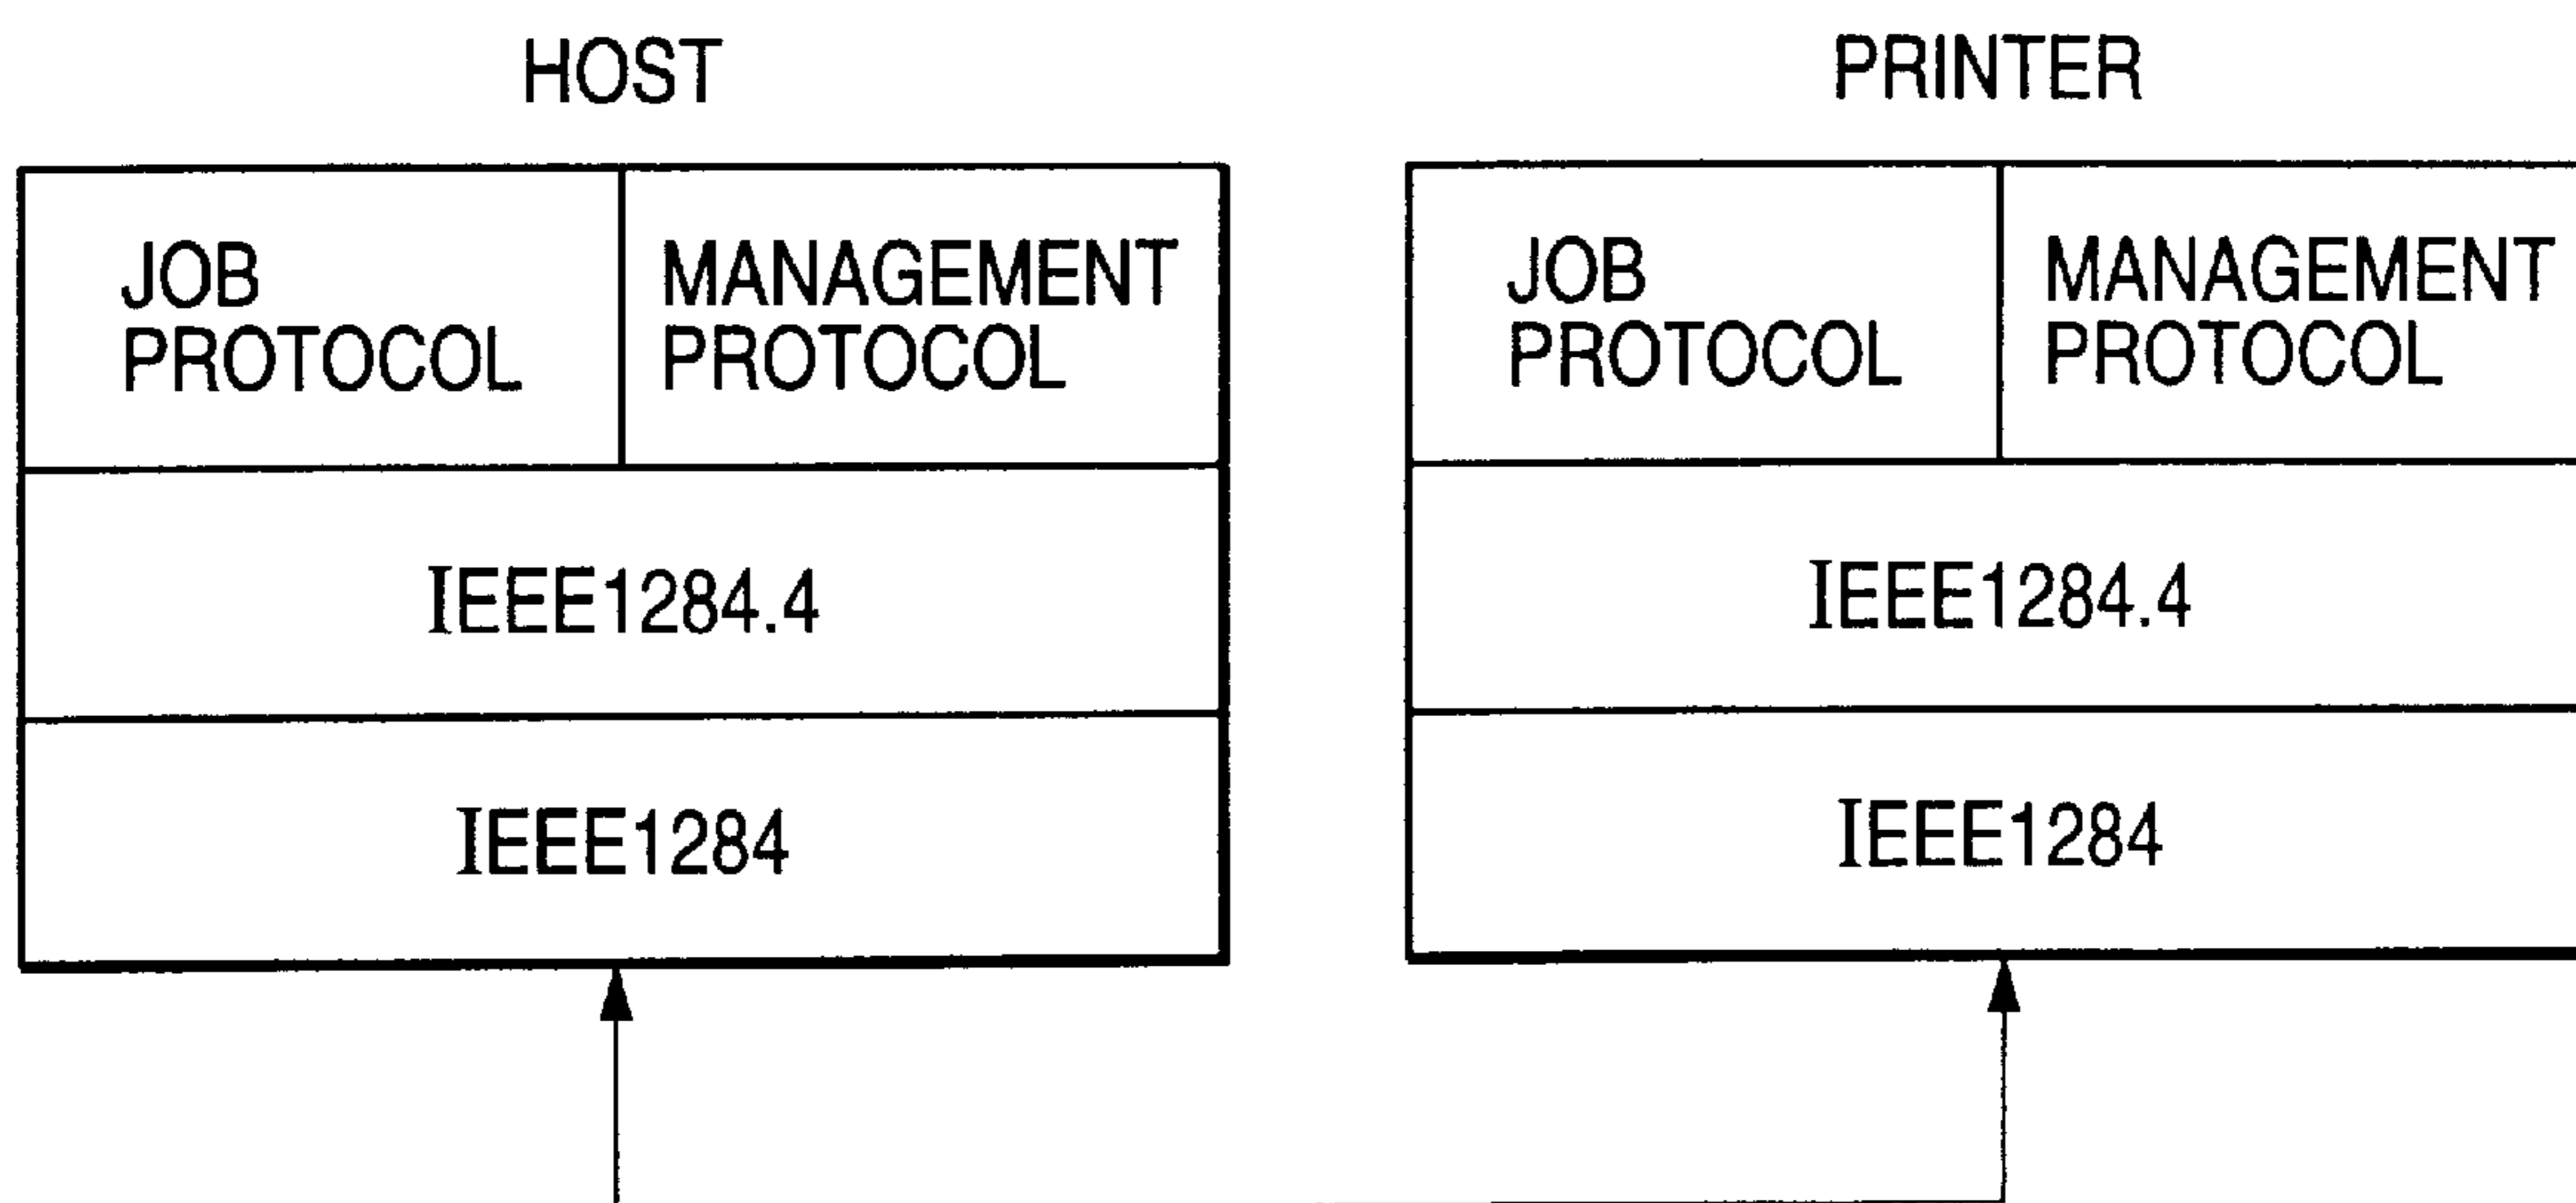 HOST
JOB
PROTOCOL
MANAGEMENT
PROTOCOL
IEEE1284.4
IEEE1284
PRINTER
JOB
PROTOCOL
MANAGEMENT
PROTOCOL
IEEE1284.4
IEEE1284